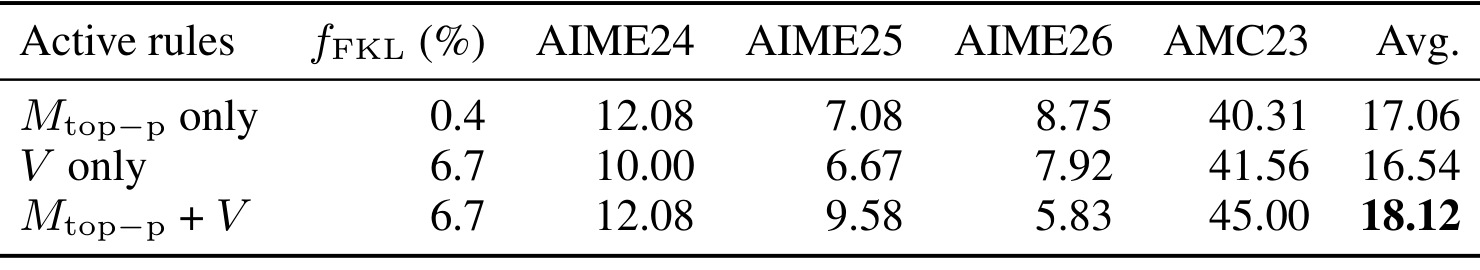 Active rules f_FKL (%) AIME24 AIME25 AIME26 AMC23 Avg.
M_top−p only 0.4 12.08 7.08 8.75 40.31 17.06
V only 6.7 10.00 6.67 7.92 41.56 16.54
M_top−p + V 6.7 12.08 9.58 5.83 45.00 18.12